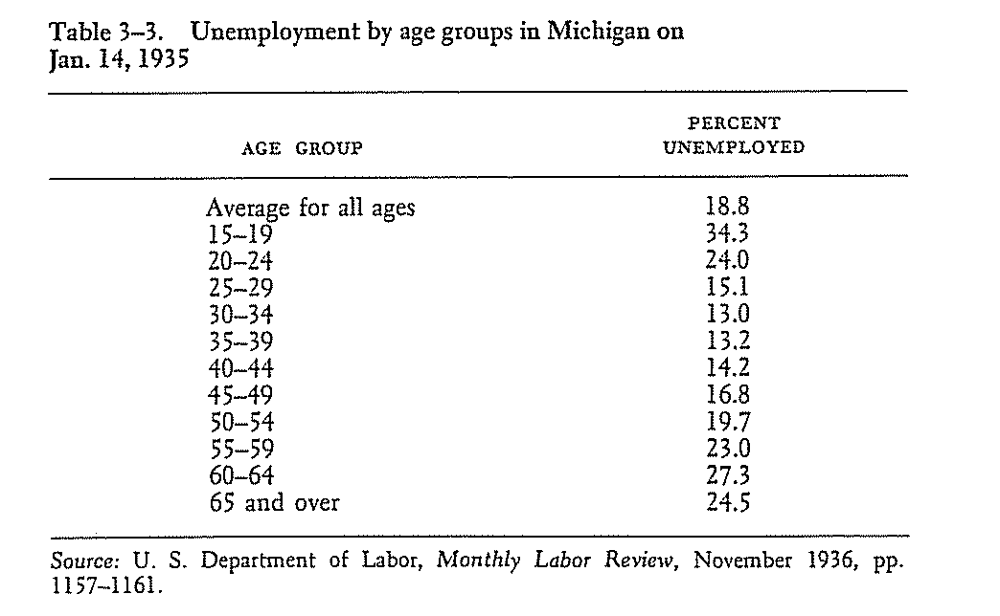 Table 3–3. Unemployment by age groups in Michigan on
Jan. 14, 1935
AGE GROUP PERCENT UNEMPLOYED
Average for all ages 18.8
15–19 34.3
20–24 24.0
25–29 15.1
30–34 13.0
35–39 13.2
40–44 14.2
45–49 16.8
50–54 19.7
55–59 23.0
60–64 27.3
65 and over 24.5
Source: U. S. Department of Labor, Monthly Labor Review, November 1936, pp.
1157–1161.